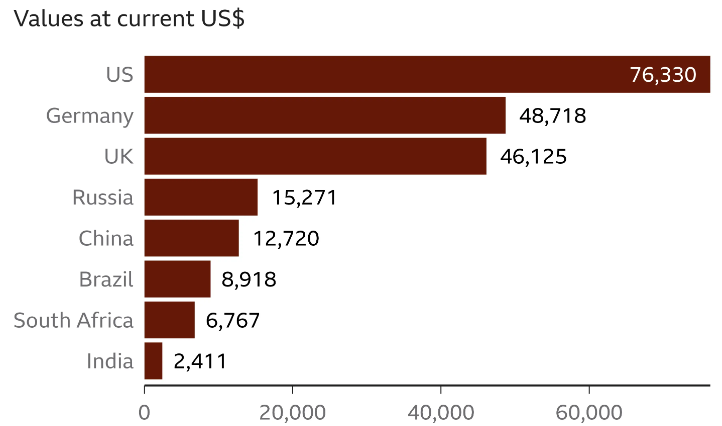 Values at current US$
US 76,330
Germany 48,718
UK 46,125
Russia 15,271
China 12,720
Brazil 8,918
South Africa 6,767
India 2,411
0 20,000 40,000 60,000